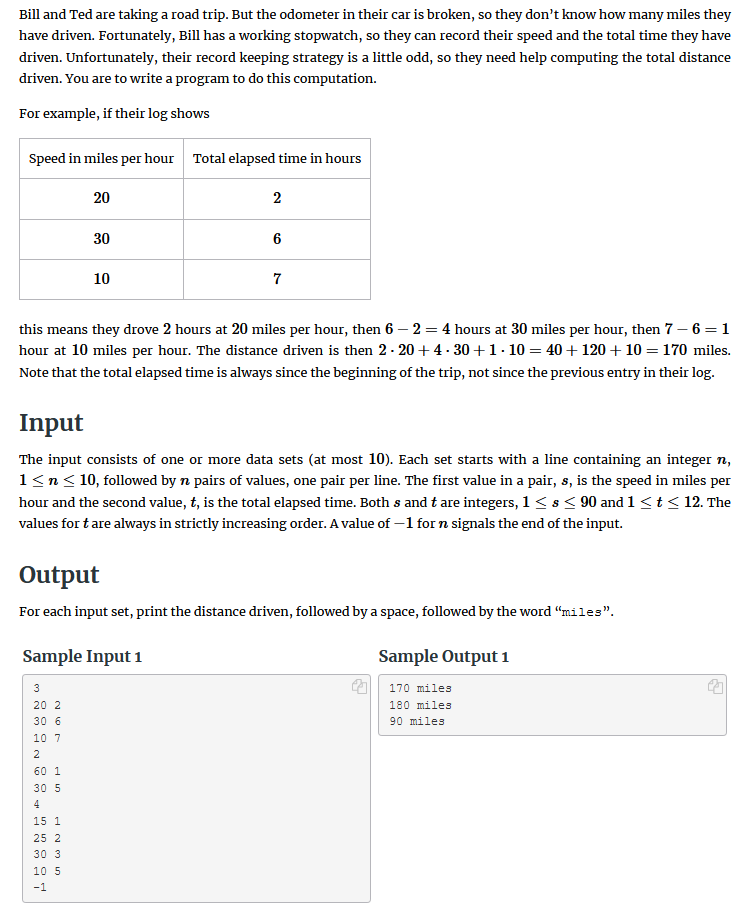 Bill and Ted are taking a road trip. But the odometer in their car is broken, so they don’t know how many miles they
have driven. Fortunately, Bill has a working stopwatch, so they can record their speed and the total time they have
driven. Unfortunately, their record keeping strategy is a little odd, so they need help computing the total distance
driven. You are to write a program to do this computation.
For example, if their log shows
Speed in miles per hour Total elapsed time in hours
20 2
30 6
10 7
this means they drove 2 hours at 20 miles per hour, then 6 − 2 = 4 hours at 30 miles per hour, then 7 − 6 = 1
hour at 10 miles per hour. The distance driven is then 2 · 20 + 4 · 30 + 1 · 10 = 40 + 120 + 10 = 170 miles.
Note that the total elapsed time is always since the beginning of the trip, not since the previous entry in their log.
Input
The input consists of one or more data sets (at most 10). Each set starts with a line containing an integer n,
1 ≤ n ≤ 10, followed by n pairs of values, one pair per line. The first value in a pair, s, is the speed in miles per
hour and the second value, t, is the total elapsed time. Both s and t are integers, 1 ≤ s ≤ 90 and 1 ≤ t ≤ 12. The
values for t are always in strictly increasing order. A value of −1 for n signals the end of the input.
Output
For each input set, print the distance driven, followed by a space, followed by the word “miles”.
Sample Input 1
3
20 2
30 6
10 7
2
60 1
30 5
4
15 1
25 2
30 3
10 5
-1
Sample Output 1
170 miles
180 miles
90 miles